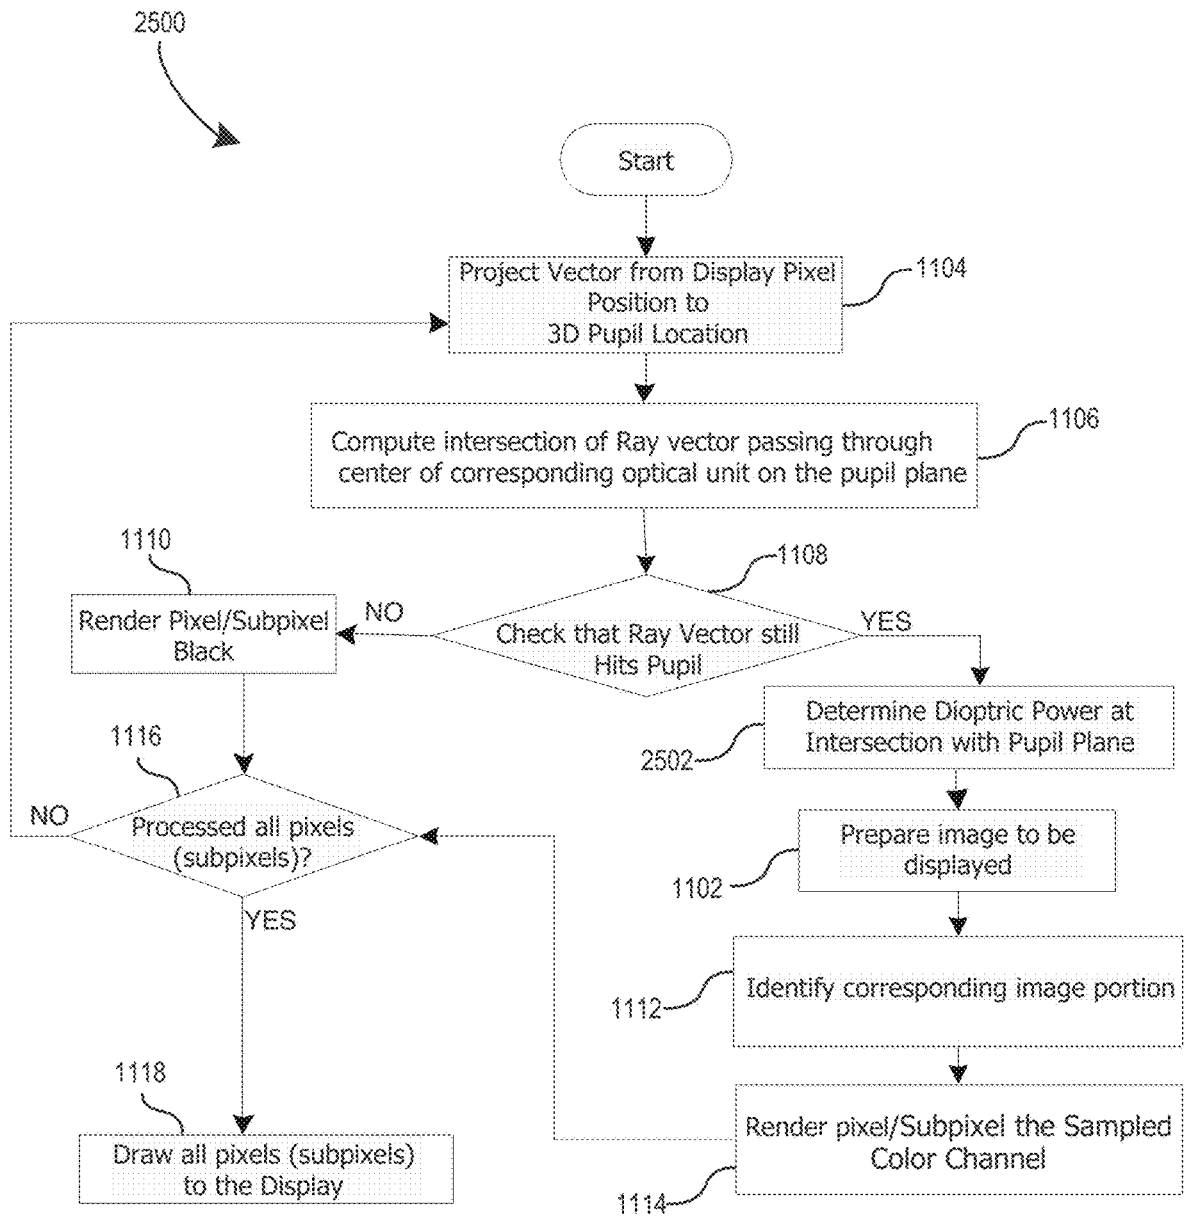 2500
Start
Project Vector from Display Pixel
Position to
3D Pupil Location
1104
Compute intersection of Ray vector passing through
center of corresponding optical unit on the pupil plane
1106
1108
Check that Ray Vector still
Hits Pupil
NO
YES
1110
Render Pixel/Subpixel
Black
Determine Dioptric Power at
Intersection with Pupil Plane
2502
1116
Processed all pixels
(subpixels)?
NO
YES
Prepare image to be
displayed
1102
Identify corresponding image portion
1112
Render pixel/Subpixel the Sampled
Color Channel
1114
1118
Draw all pixels (subpixels)
to the Display